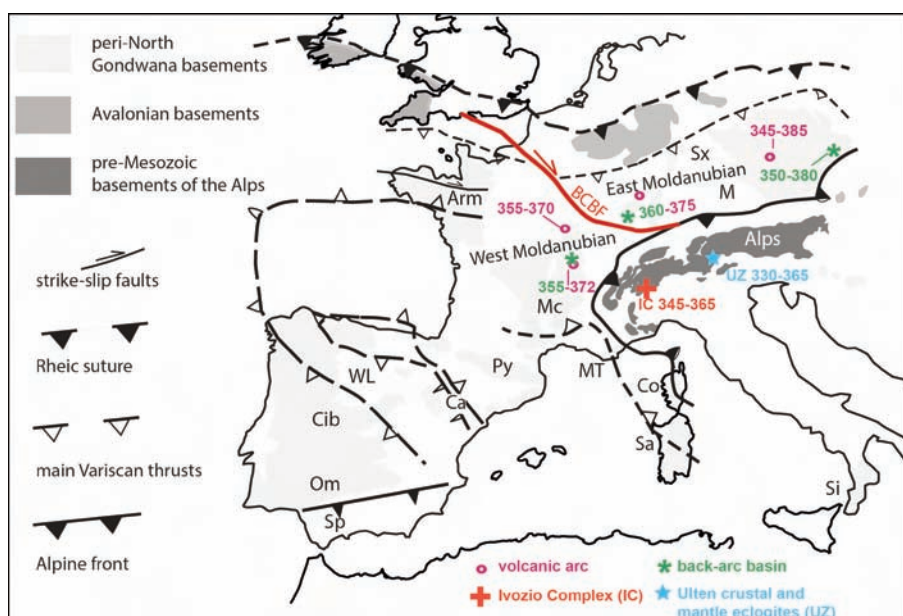 peri-North
Gondwana basements
Avalonian basements
pre-Mesozoic
basements of the Alps
strike-slip faults
Rheic suture
main Variscan thrusts
Alpine front
345-385
350-380
Sx
East Moldanubian
M
BCBF
360-375
Arm
355-370
West Moldanubian
355-372
Alps
UZ 330-365
IC 345-365
Mc
Py
MT
Co
Sa
WL
Ca
Cib
Om
Sp
Si
volcanic arc
back-arc basin
Ivozio Complex (IC)
Ulten crustal and
mantle eclogites (UZ)